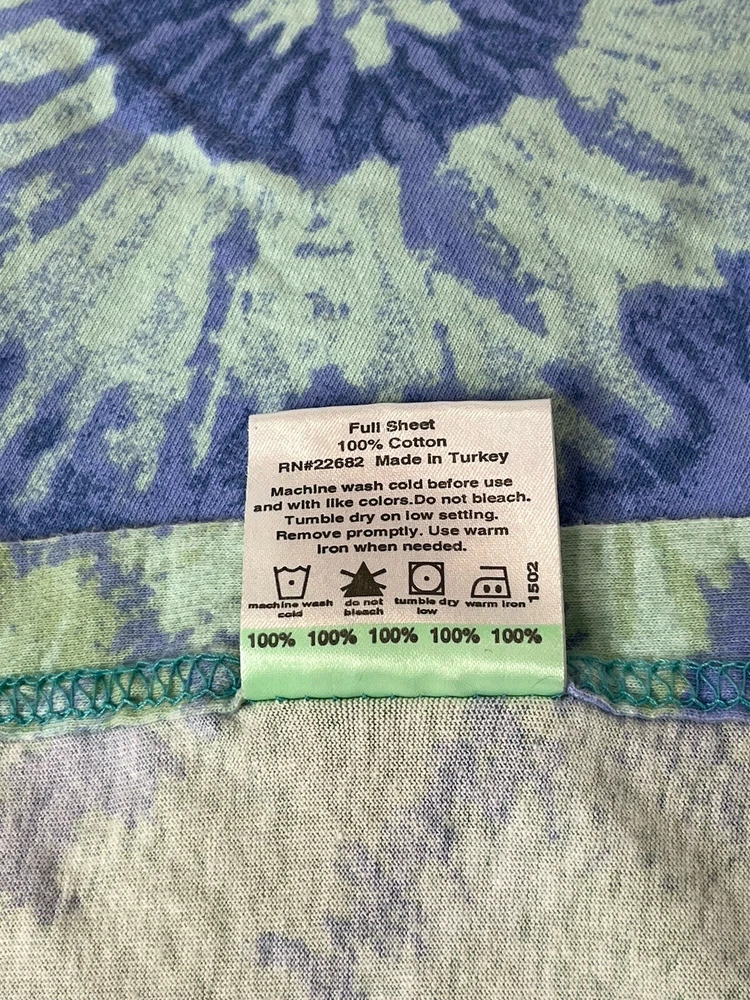 Full Sheet
100% Cotton
RN#22682 Made in Turkey
Machine wash cold before use
and with like colors.Do not bleach.
Tumble dry on low setting.
Remove promptly. Use warm
iron when needed.
machine wash
cold
do not
bleach
tumble dry
low
warm iron
1502
100% 100% 100% 100% 100%